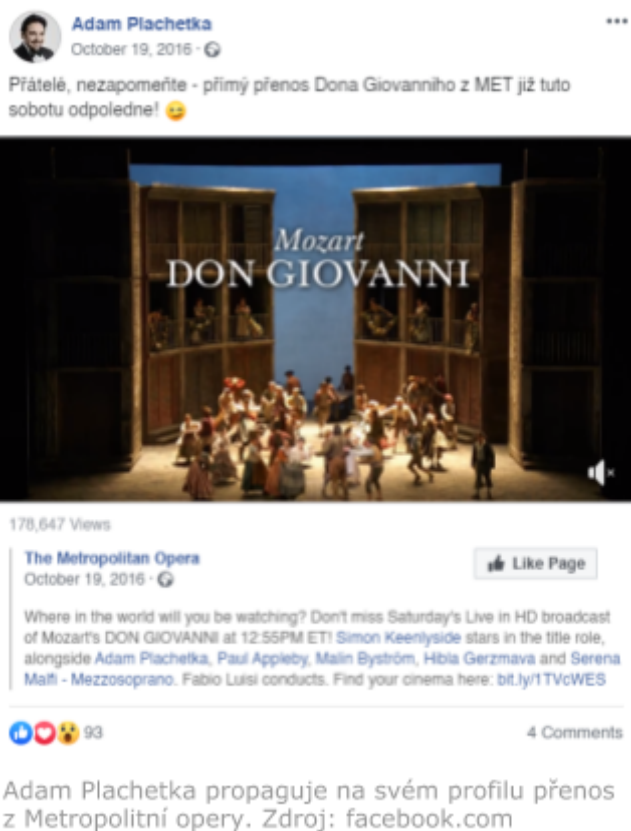 Adam Plachetka
October 19, 2016 ·
Přátelé, nezapomeňte - přímý přenos Dona Giovanniho z MET již tuto
sobotu odpoledne! 🤣
Mozart
DON GIOVANNI
178,647 Views
The Metropolitan Opera
October 19, 2016 ·
Like Page
Where in the world will you be watching? Don't miss Saturday's Live in HD broadcast
of Mozart's DON GIOVANNI at 12:55PM ET! Simon Keenlyside stars in the title role,
alongside Adam Plachetka, Paul Appleby, Malin Byström, Hibla Gerzmava and Serena
Malfi - Mezzosoprano. Fabio Luisi conducts. Find your cinema here: bit.ly/1TVcWES
93
4 Comments
Adam Plachetka propaguje na svém profilu přenos
z Metropolitní opery. Zdroj: facebook.com